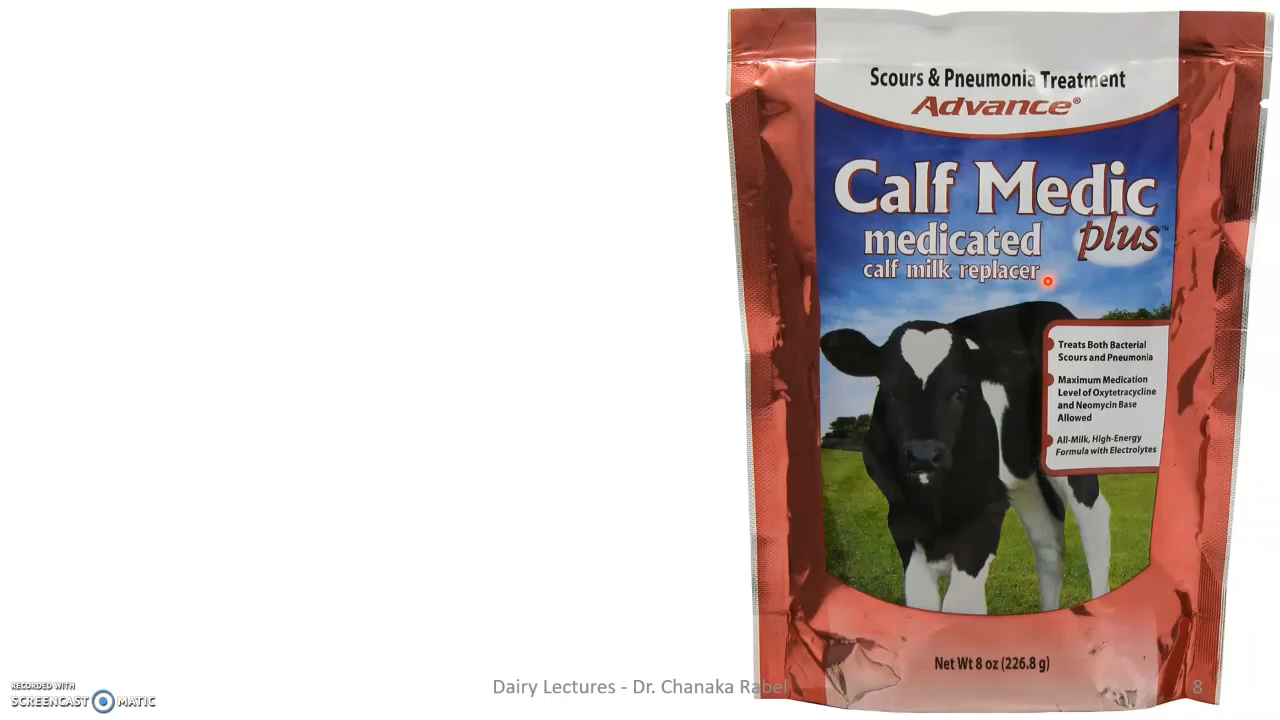 Scours & Pneumonia Treatment
Advance®
Calf Medic
medicated
plus™
calf milk replacer
Treats Both Bacterial
Scours and Pneumonia
Maximum Medication
Level of Oxytetracycline
and Neomycin Base
Allowed
All-Milk, High-Energy
Formula with Electrolytes
Net Wt 8 oz (226.8 g)
RECORDED WITH
SCREENCAST MATIC
Dairy Lectures - Dr. Chanaka Rabel
8